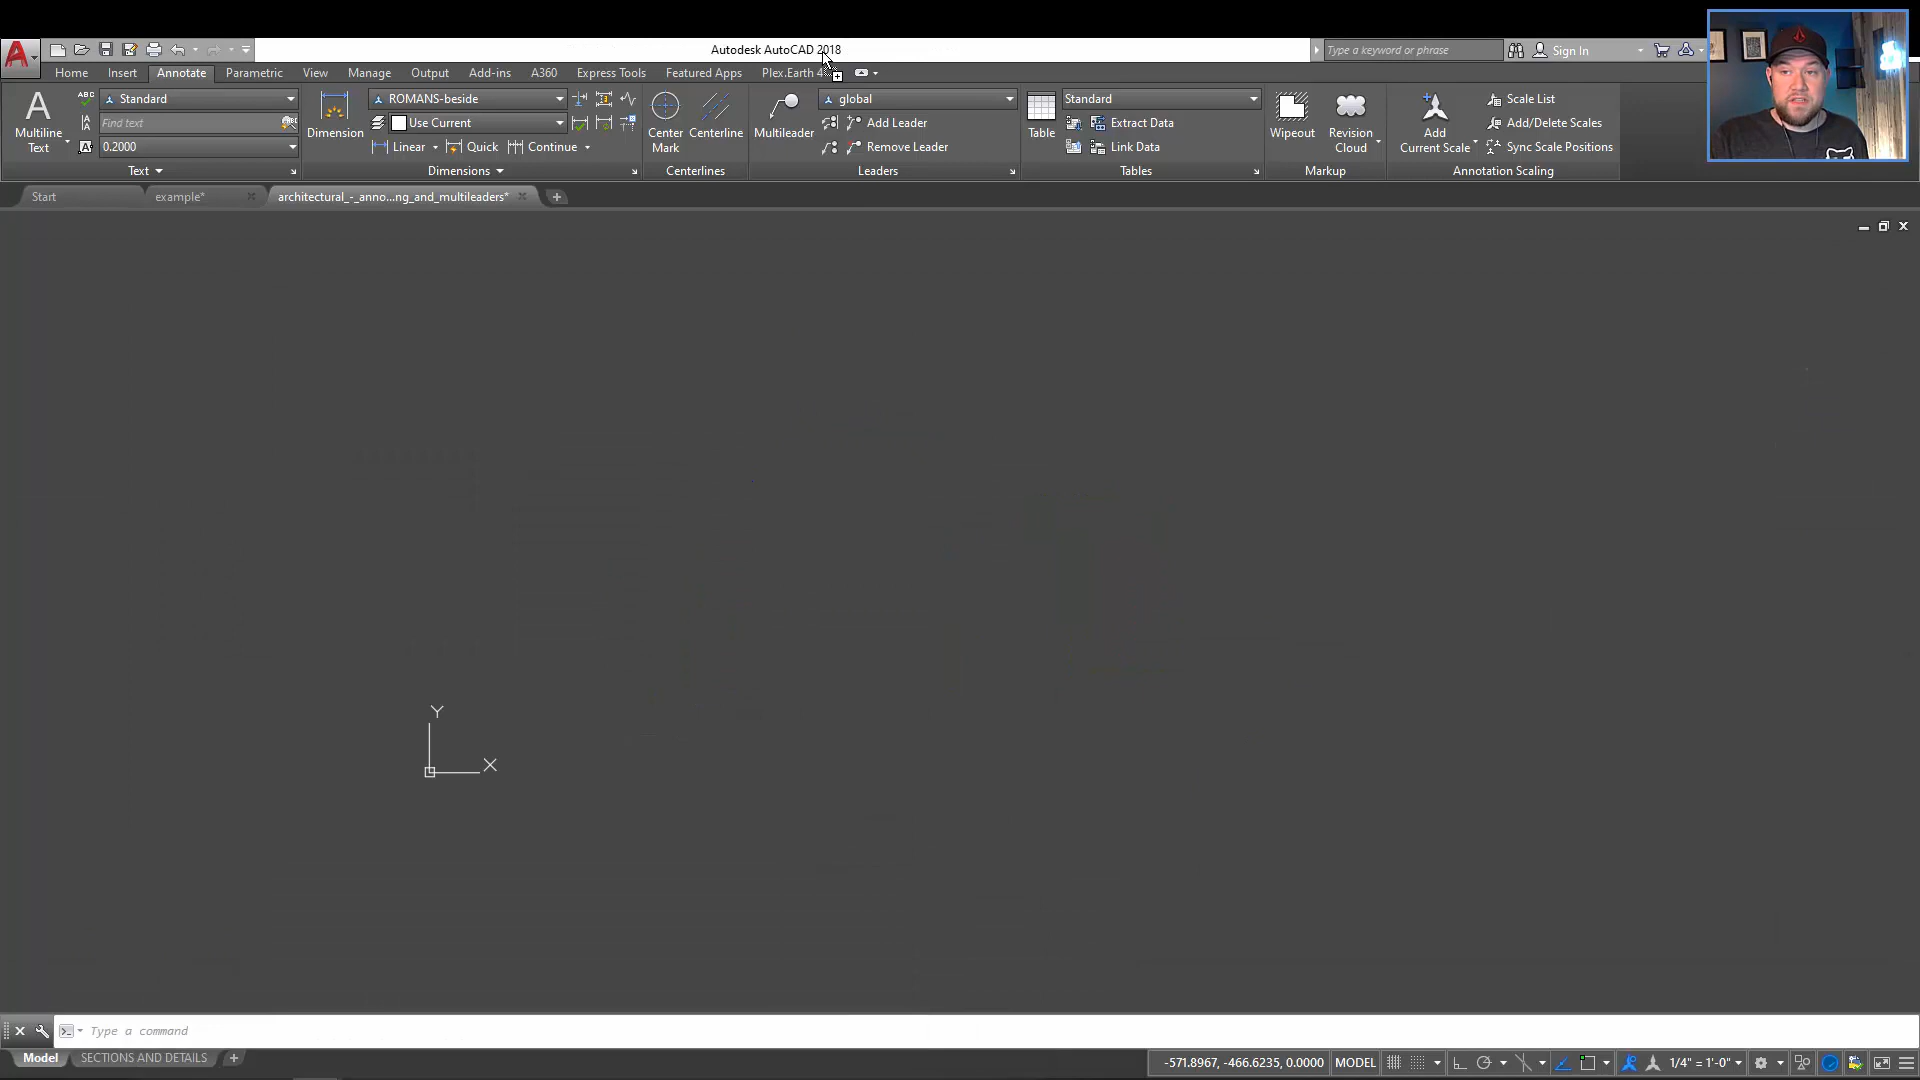 Autodesk AutoCAD 2018
Type a keyword or phrase
Sign In
Home Insert Annotate Parametric View Manage Output Add-ins A360 Express Tools Featured Apps Plex.Earth 4
Multiline Text
Standard
Find text
0.2000
Text
Dimension
ROMANS-beside
Use Current
Linear Quick Continue
Dimensions
Center Mark
Centerline
Centerlines
Multileader
global
Add Leader
Remove Leader
Leaders
Table
Standard
Extract Data
Link Data
Tables
Wipeout
Revision Cloud
Markup
Add Current Scale
Scale List
Add/Delete Scales
Sync Scale Positions
Annotation Scaling
Start example* architectural_-_anno...ng_and_multileaders*
Y
X
Type a command
Model SECTIONS AND DETAILS
-571.8967, -466.6235, 0.0000 MODEL 1/4" = 1'-0"